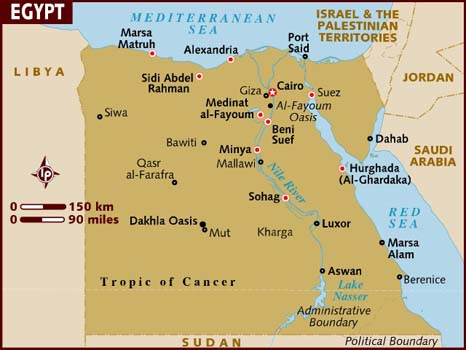 EGYPT
MEDITERRANEAN
SEA
ISRAEL & THE
PALESTINIAN
TERRITORIES
Marsa
Matruh
Alexandria
Port
Said
LIBYA
JORDAN
Sidi Abdel
Rahman
Giza
Cairo
Suez
Al-Fayoum
Oasis
Siwa
Medinat
al-Fayoum
Beni
Suef
Dahab
SAUDI
ARABIA
Bawiti
Minya
Mallawi
Qasr
al-Farafra
Nile River
Hurghada
(Al-Ghardaka)
lp
0 150 km
0 90 miles
Sohag
RED
SEA
Dakhla Oasis
Mut
Kharga
Luxor
Marsa
Alam
Tropic of Cancer
Aswan
Lake
Nasser
Berenice
Administrative
Boundary
SUDAN
Political Boundary